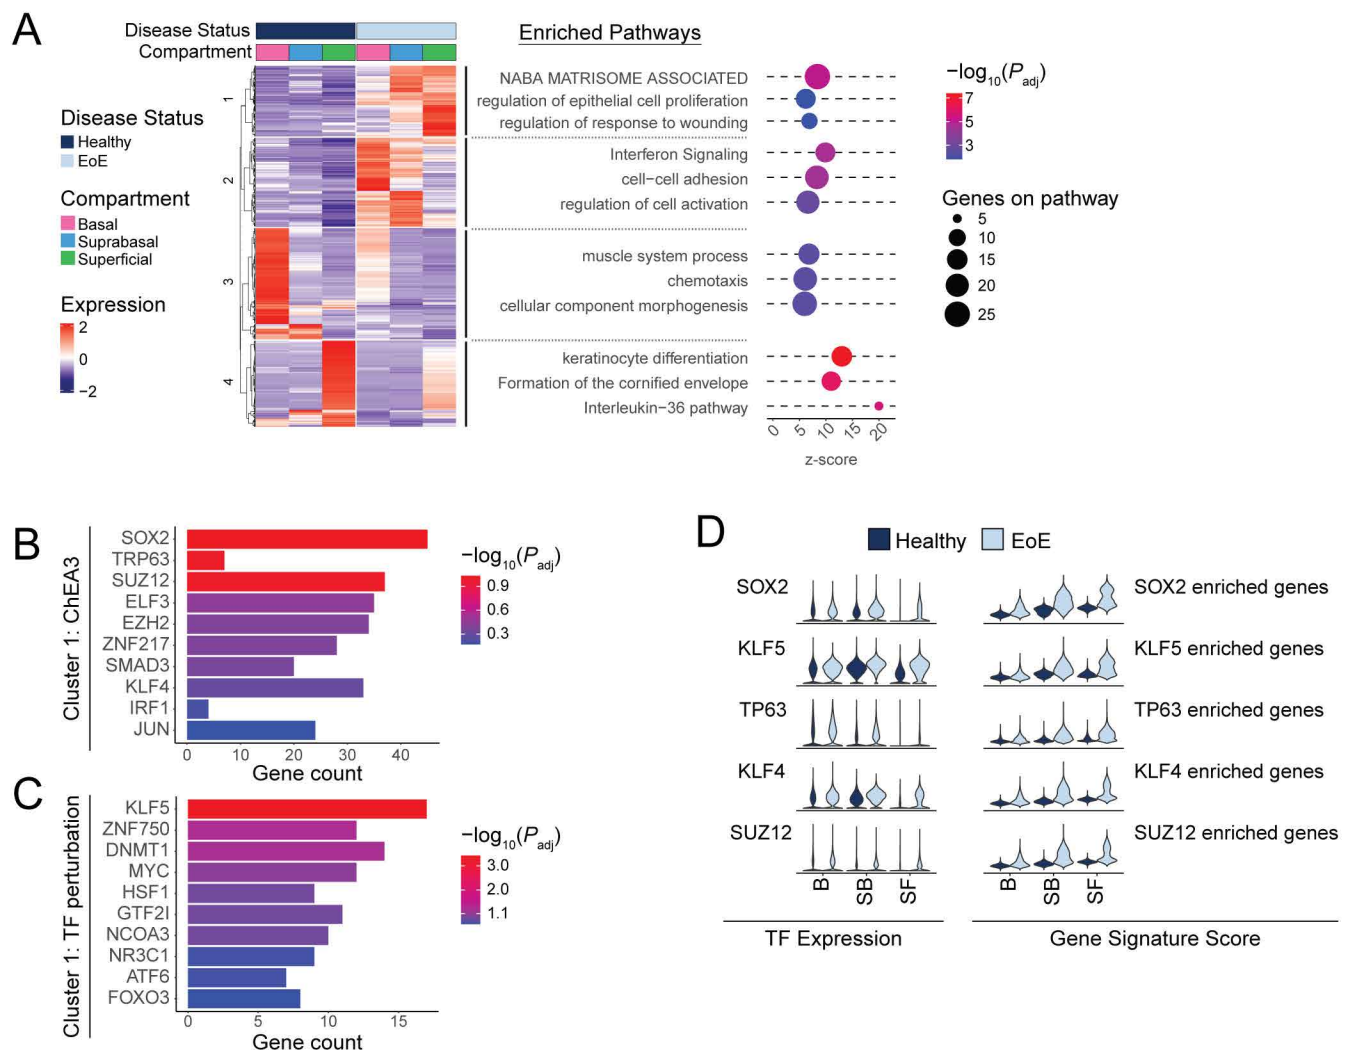 A
Disease Status
Compartment
Enriched Pathways
Disease Status
Healthy
EoE
Compartment
Basal
Suprabasal
Superficial
Expression
2
0
−2
1
2
3
4
NABA MATRISOME ASSOCIATED
regulation of epithelial cell proliferation
regulation of response to wounding
Interferon Signaling
cell−cell adhesion
regulation of cell activation
muscle system process
chemotaxis
cellular component morphogenesis
keratinocyte differentiation
Formation of the cornified envelope
Interleukin−36 pathway
0 5 10 15 20
z-score
−log10(Padj)
7
5
3
Genes on pathway
5
10
15
20
25
B
Cluster 1: ChEA3
SOX2
TRP63
SUZ12
ELF3
EZH2
ZNF217
SMAD3
KLF4
IRF1
JUN
0 10 20 30 40
Gene count
−log10(Padj)
0.9
0.6
0.3
C
Cluster 1: TF perturbation
KLF5
ZNF750
DNMT1
MYC
HSF1
GTF2I
NCOA3
NR3C1
ATF6
FOXO3
0 5 10 15
Gene count
−log10(Padj)
3.0
2.0
1.1
D
Healthy EoE
SOX2 SOX2 enriched genes
KLF5 KLF5 enriched genes
TP63 TP63 enriched genes
KLF4 KLF4 enriched genes
SUZ12 SUZ12 enriched genes
B SB SF B SB SF
TF Expression Gene Signature Score